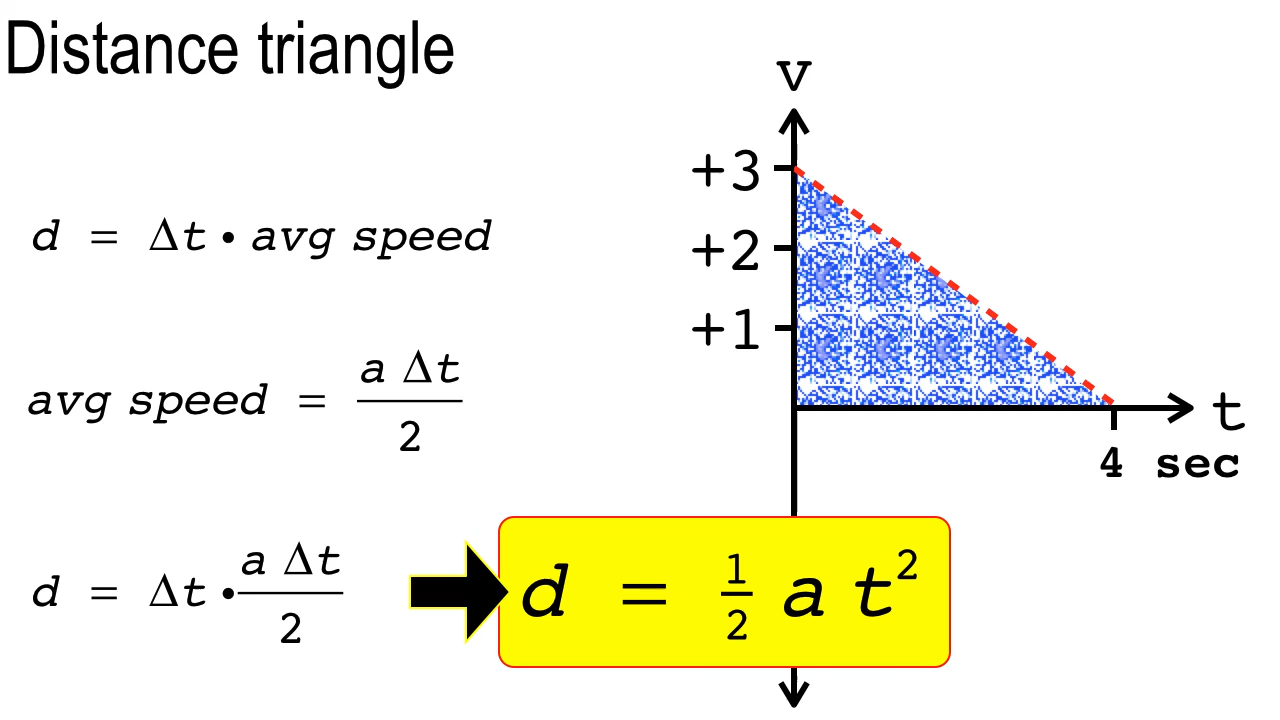 Distance triangle
d = Δt • avg speed
avg speed = a Δt / 2
d = Δt • a Δt / 2
d = 1/2 a t²
v
+3
+2
+1
t
4 sec